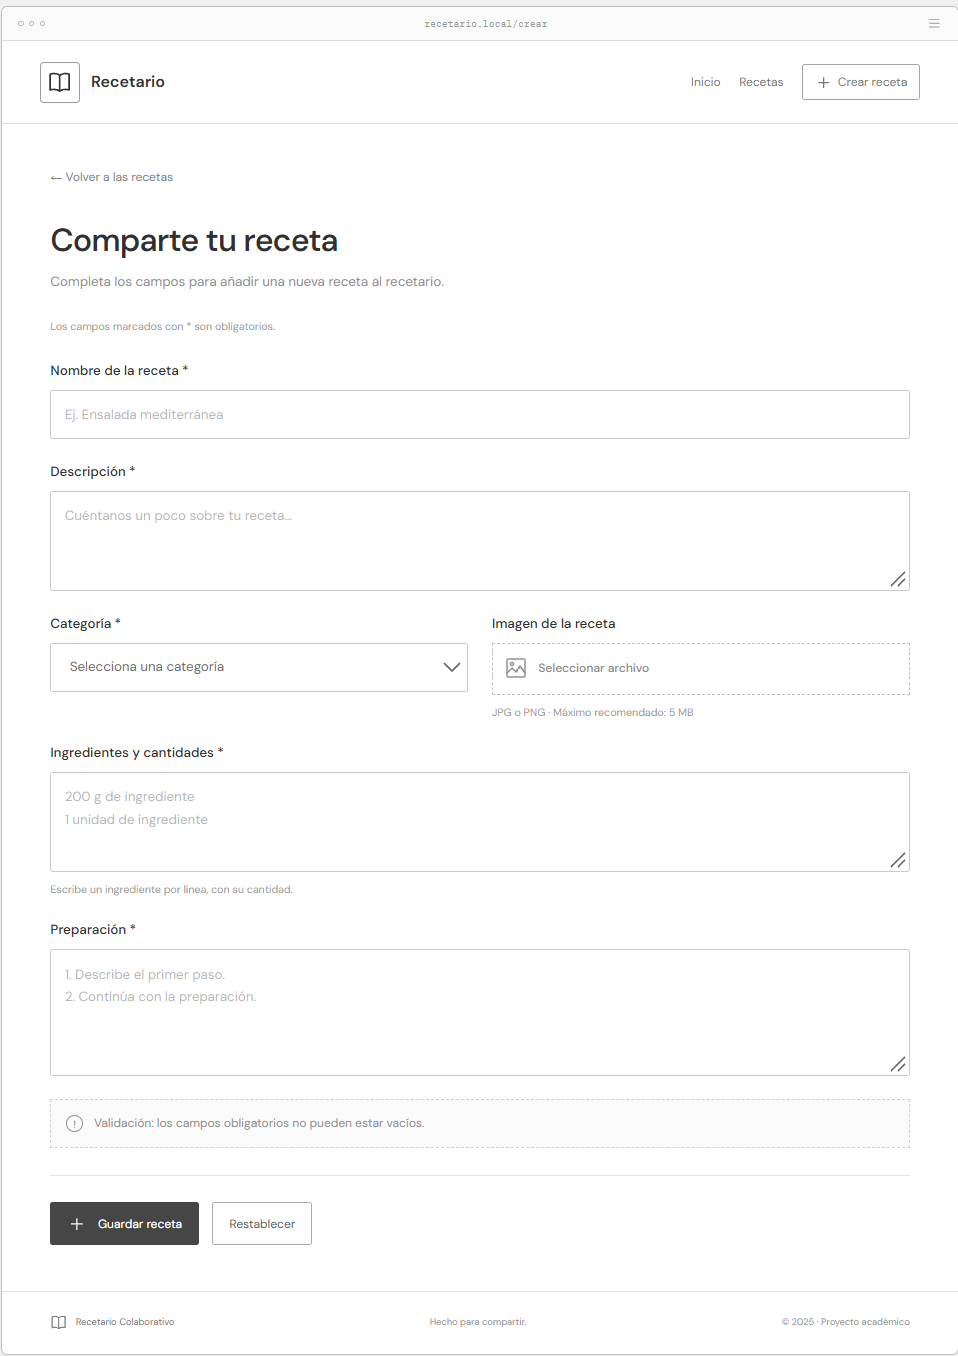 recetario.local/crear
Recetario
Inicio
Recetas
+ Crear receta
← Volver a las recetas
Comparte tu receta
Completa los campos para añadir una nueva receta al recetario.
Los campos marcados con * son obligatorios.
Nombre de la receta *
Ej. Ensalada mediterránea
Descripción *
Cuéntanos un poco sobre tu receta...
Categoría *
Selecciona una categoría
Imagen de la receta
Seleccionar archivo
JPG o PNG · Máximo recomendado: 5 MB
Ingredientes y cantidades *
200 g de ingrediente
1 unidad de ingrediente
Escribe un ingrediente por línea, con su cantidad.
Preparación *
1. Describe el primer paso.
2. Continúa con la preparación.
Validación: los campos obligatorios no pueden estar vacíos.
+ Guardar receta
Restablecer
Recetario Colaborativo
Hecho para compartir.
© 2025 · Proyecto académico